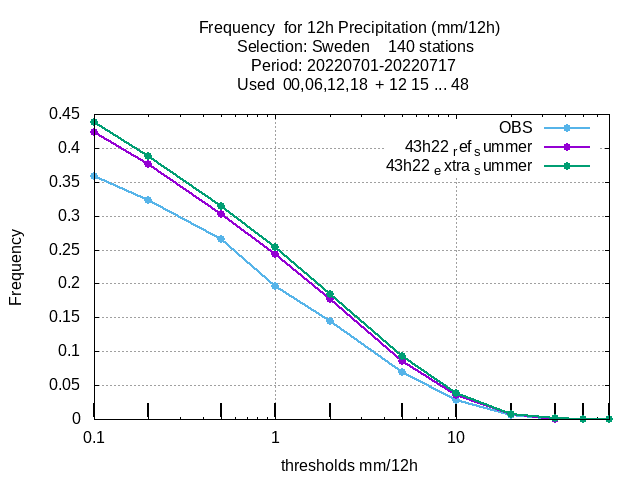 Frequency  for 12h Precipitation (mm/12h)
Selection: Sweden    140 stations
Period: 20220701-20220717
Used  00,06,12,18  + 12 15 ... 48
OBS
43h22 ref summer
43h22 extra summer
0.45
0.4
0.35
0.3
0.25
0.2
0.15
0.1
0.05
0
Frequency
0.1 1 10
thresholds mm/12h